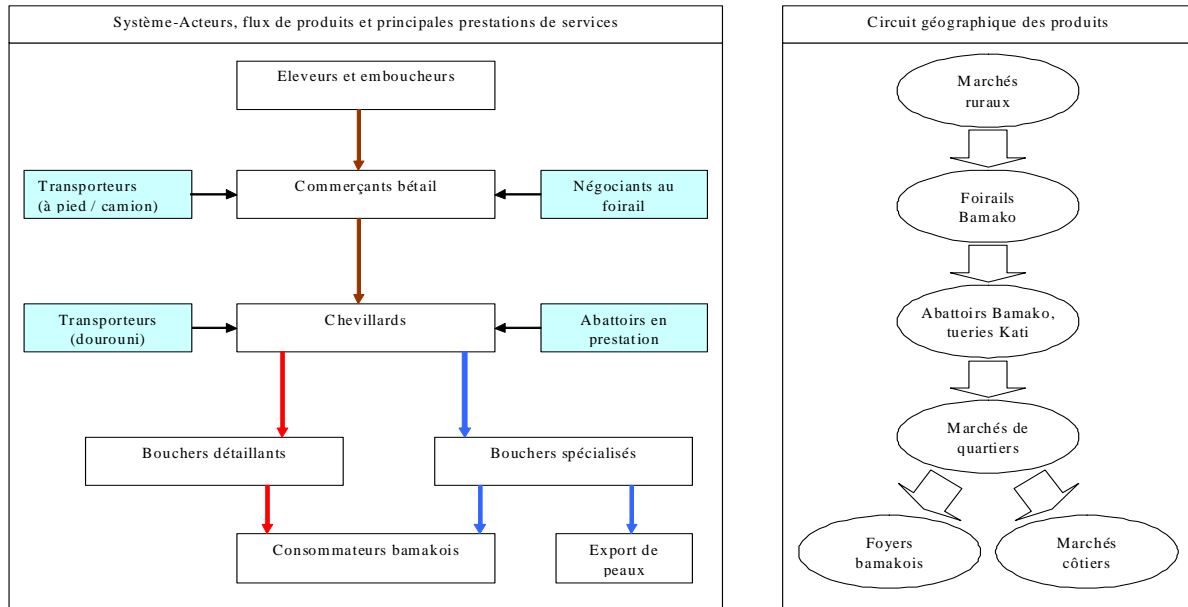 Système-Acteurs, flux de produits et principales prestations de services
Eleveurs et emboucheurs
Transporteurs
(à pied / camion)
Commerçants bétail
Négociants au
foirail
Transporteurs
(dourouni)
Chevillards
Abattoirs en
prestation
Bouchers détaillants
Bouchers spécialisés
Consommateurs bamakois
Export de
peaux
Circuit géographique des produits
Marchés
ruraux
Foirails
Bamako
Abattoirs Bamako,
tueries Kati
Marchés de
quartiers
Foyers
bamakois
Marchés
côtiers